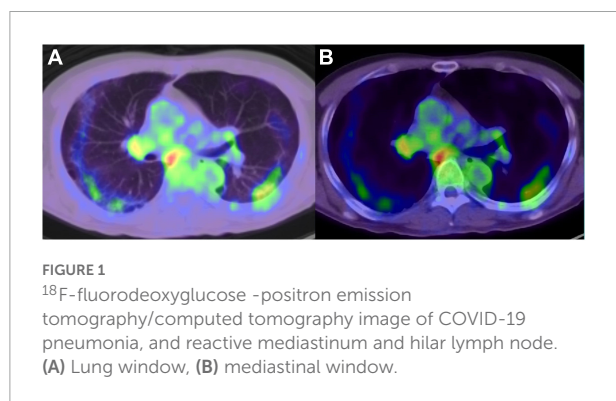 A
B
FIGURE 1
18F-fluorodeoxyglucose -positron emission
tomography/computed tomography image of COVID-19
pneumonia, and reactive mediastinum and hilar lymph node.
(A) Lung window, (B) mediastinal window.